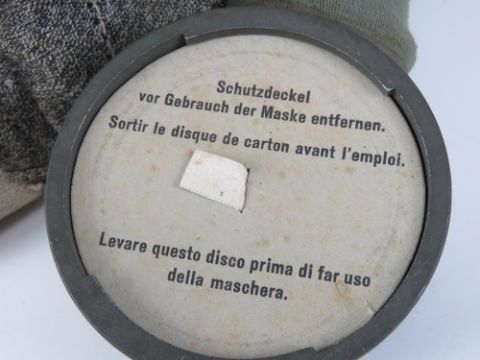 Schutzdeckel
vor Gebrauch der Maske entfernen.
Sortir le disque de carton avant l'emploi.
Levare questo disco prima di far uso
della maschera.